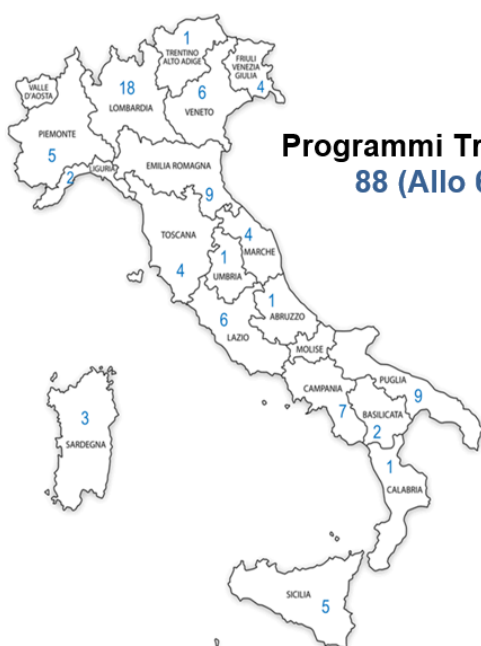 1
TRENTINO
ALTO ADIGE
FRIULI
VENEZIA
GIULIA
4
VALLE
D'AOSTA
18
LOMBARDIA
6
VENETO
PIEMONTE
5
2
LIGURIA
EMILIA ROMAGNA
9
Programmi
88 (Allo
TOSCANA
4
4
MARCHE
1
UMBRIA
6
LAZIO
1
ABRUZZO
MOLISE
CAMPANIA
7
PUGLIA
9
BASILICATA
2
3
SARDEGNA
1
CALABRIA
SICILIA
5